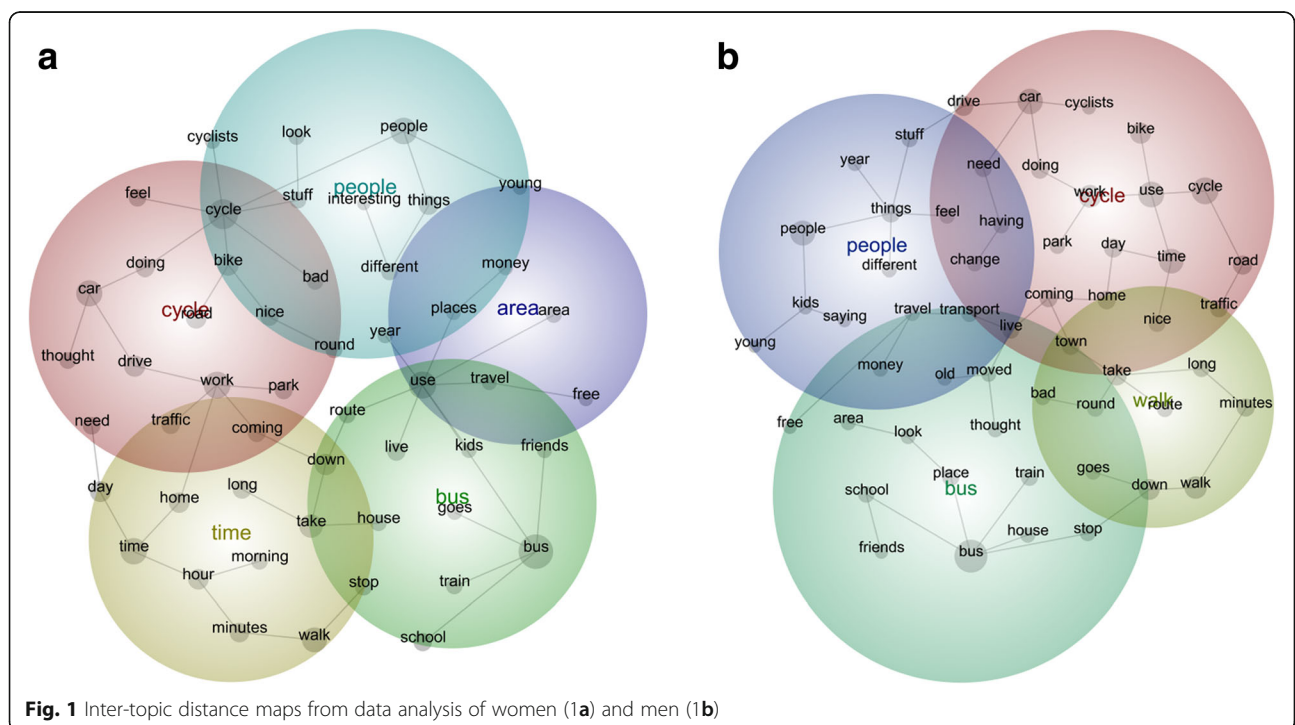 a
b
people
cyclists
look
people
feel
cycle
stuff
interesting
things
young
doing
bike
bad
different
money
car
cycle
road
nice
places
area
area
thought
drive
round
year
work
park
use
travel
free
need
traffic
coming
route
live
kids
friends
down
day
home
long
take
house
bus
goes
time
time
morning
hour
bus
stop
train
minutes
walk
school
drive
car
cyclists
stuff
bike
year
need
doing
work
cycle
use
cycle
people
things
feel
having
people
different
change
park
day
time
road
kids
saying
travel
transport
coming
home
traffic
live
nice
young
town
money
old
moved
take
long
bad
round
walk
route
minutes
free
area
look
thought
place
train
goes
school
bus
down
walk
friends
bus
house
stop
Fig. 1 Inter-topic distance maps from data analysis of women (1a) and men (1b)